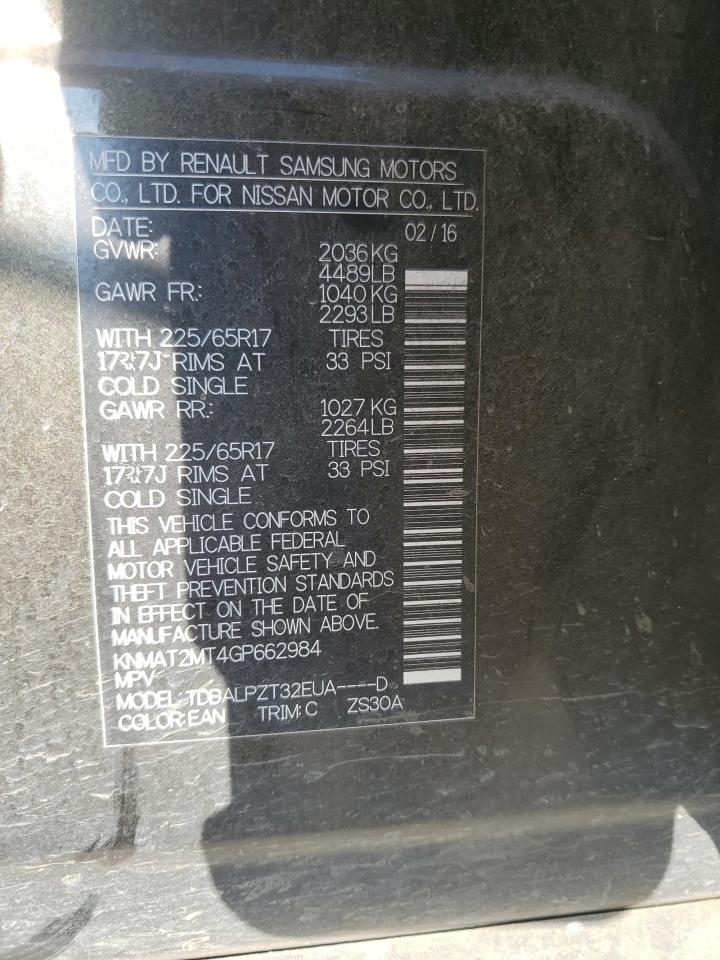 MFD BY RENAULT SAMSUNG MOTORS
CO., LTD. FOR NISSAN MOTOR CO., LTD.
DATE: 02 / 16
GVWR: 2036 KG
4489 LB
GAWR FR.: 1040 KG
2293 LB
WITH 225/65R17 TIRES
17X7J RIMS AT 33 PSI
COLD SINGLE
GAWR RR.: 1027 KG
2264 LB
WITH 225/65R17 TIRES
17X7J RIMS AT 33 PSI
COLD SINGLE
THIS VEHICLE CONFORMS TO
ALL APPLICABLE FEDERAL
MOTOR VEHICLE SAFETY AND
THEFT PREVENTION STANDARDS
IN EFFECT ON THE DATE OF
MANUFACTURE SHOWN ABOVE.
KNMAT2MT4GP662984
MPV
MODEL: TDBALPZT32EUA----D
COLOR: EAN TRIM: C ZS30A